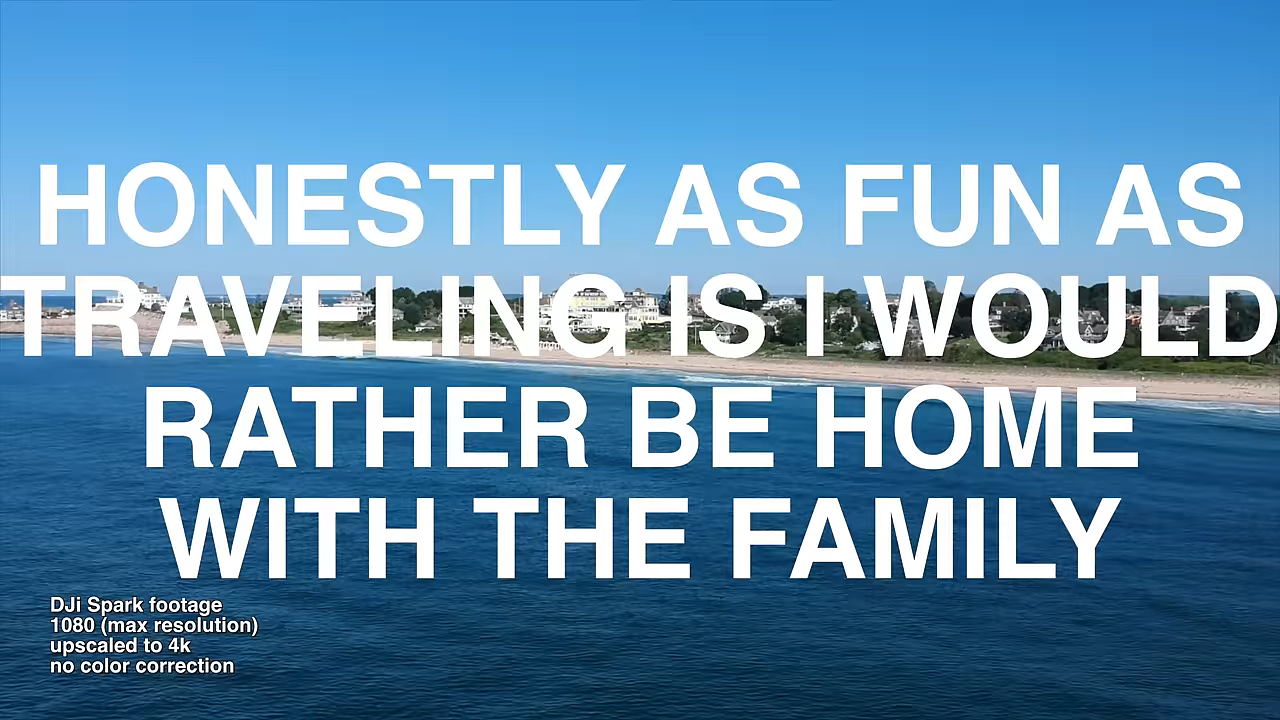 HONESTLY AS FUN AS
TRAVELING IS I WOULD
RATHER BE HOME
WITH THE FAMILY
DJi Spark footage
1080 (max resolution)
upscaled to 4k
no color correction